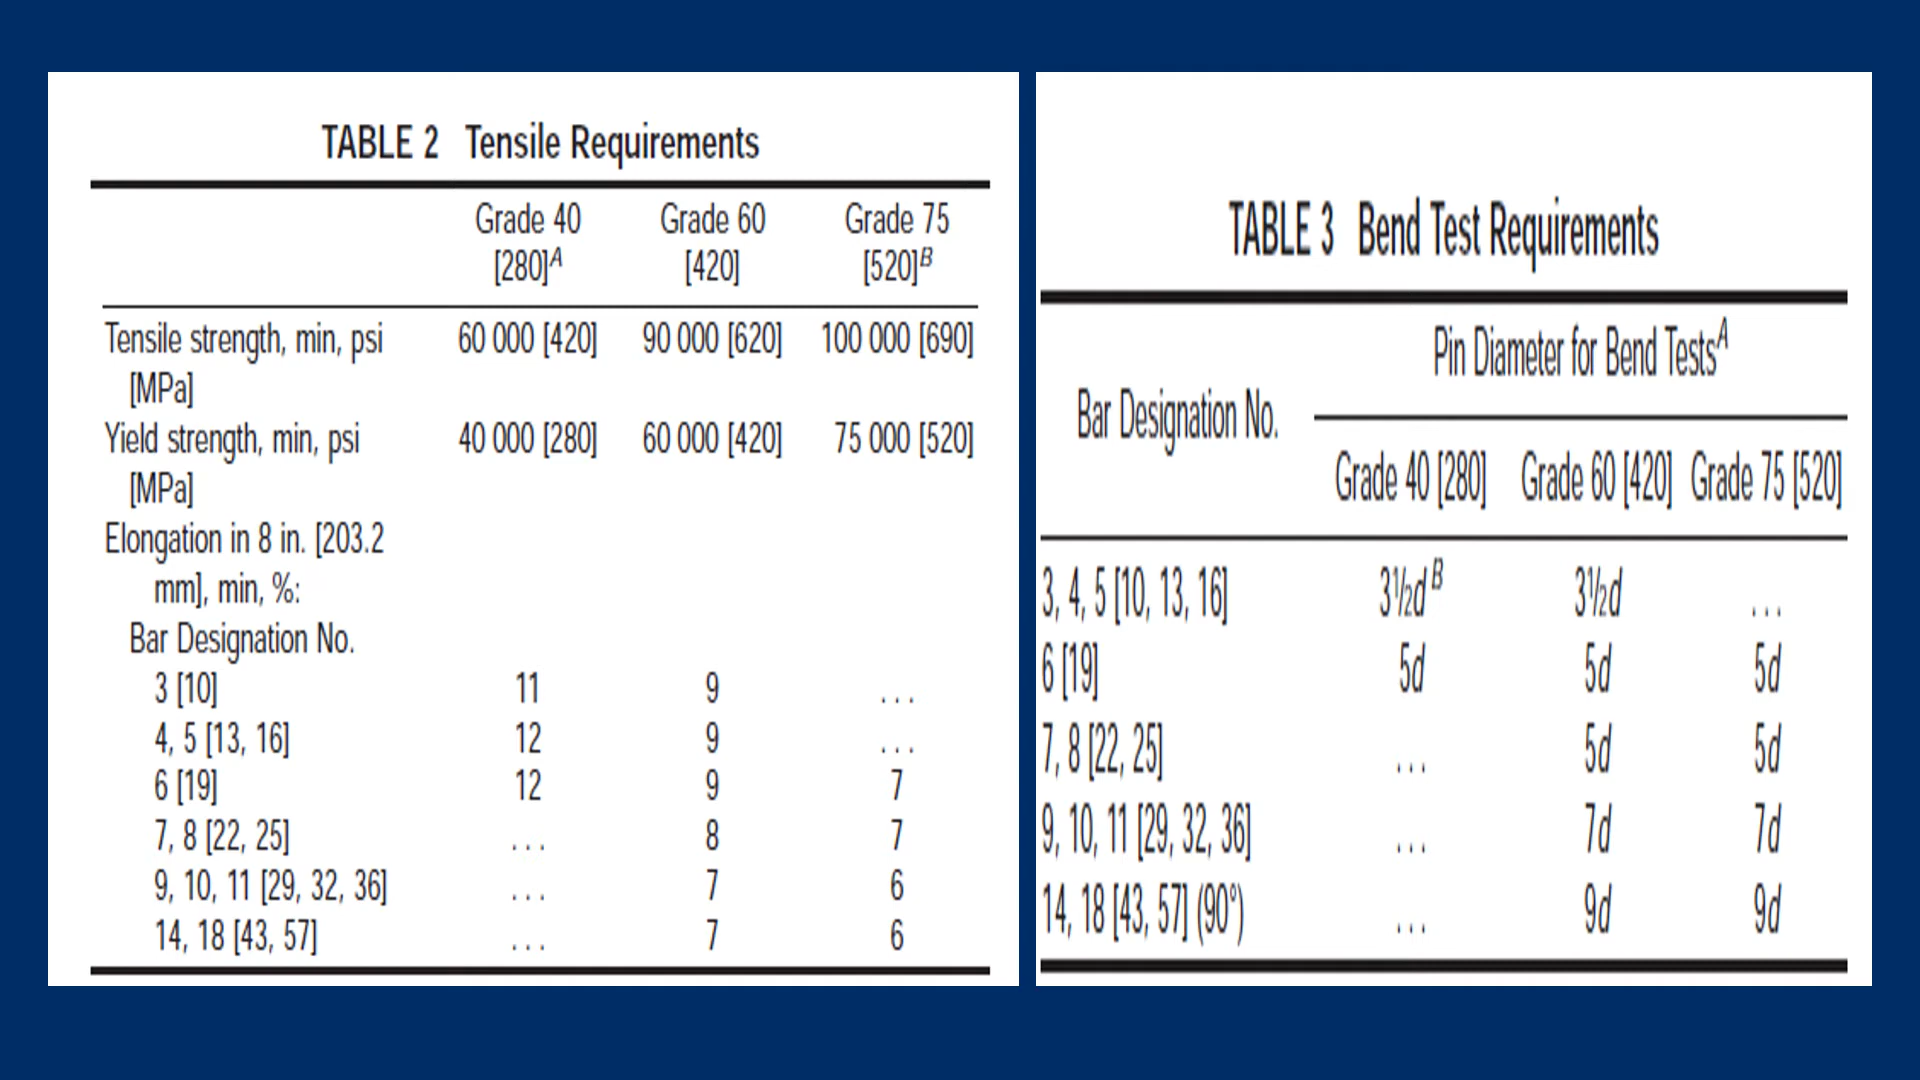 TABLE 2 Tensile Requirements
Grade 40 Grade 60 Grade 75
[280]A [420] [520]B
Tensile strength, min, psi 60 000 [420] 90 000 [620] 100 000 [690]
[MPa]
Yield strength, min, psi 40 000 [280] 60 000 [420] 75 000 [520]
[MPa]
Elongation in 8 in. [203.2
mm], min, %:
Bar Designation No.
3 [10] 11 9 ...
4, 5 [13, 16] 12 9 ...
6 [19] 12 9 7
7, 8 [22, 25] ... 8 7
9, 10, 11 [29, 32, 36] ... 7 6
14, 18 [43, 57] ... 7 6
TABLE 3 Bend Test Requirements
Pin Diameter for Bend TestsA
Bar Designation No.
Grade 40 [280] Grade 60 [420] Grade 75 [520]
3, 4, 5 [10, 13, 16] 3½d B 3½d ...
6 [19] 5d 5d 5d
7, 8 [22, 25] ... 5d 5d
9, 10, 11 [29, 32, 36] ... 7d 7d
14, 18 [43, 57] (90°) ... 9d 9d